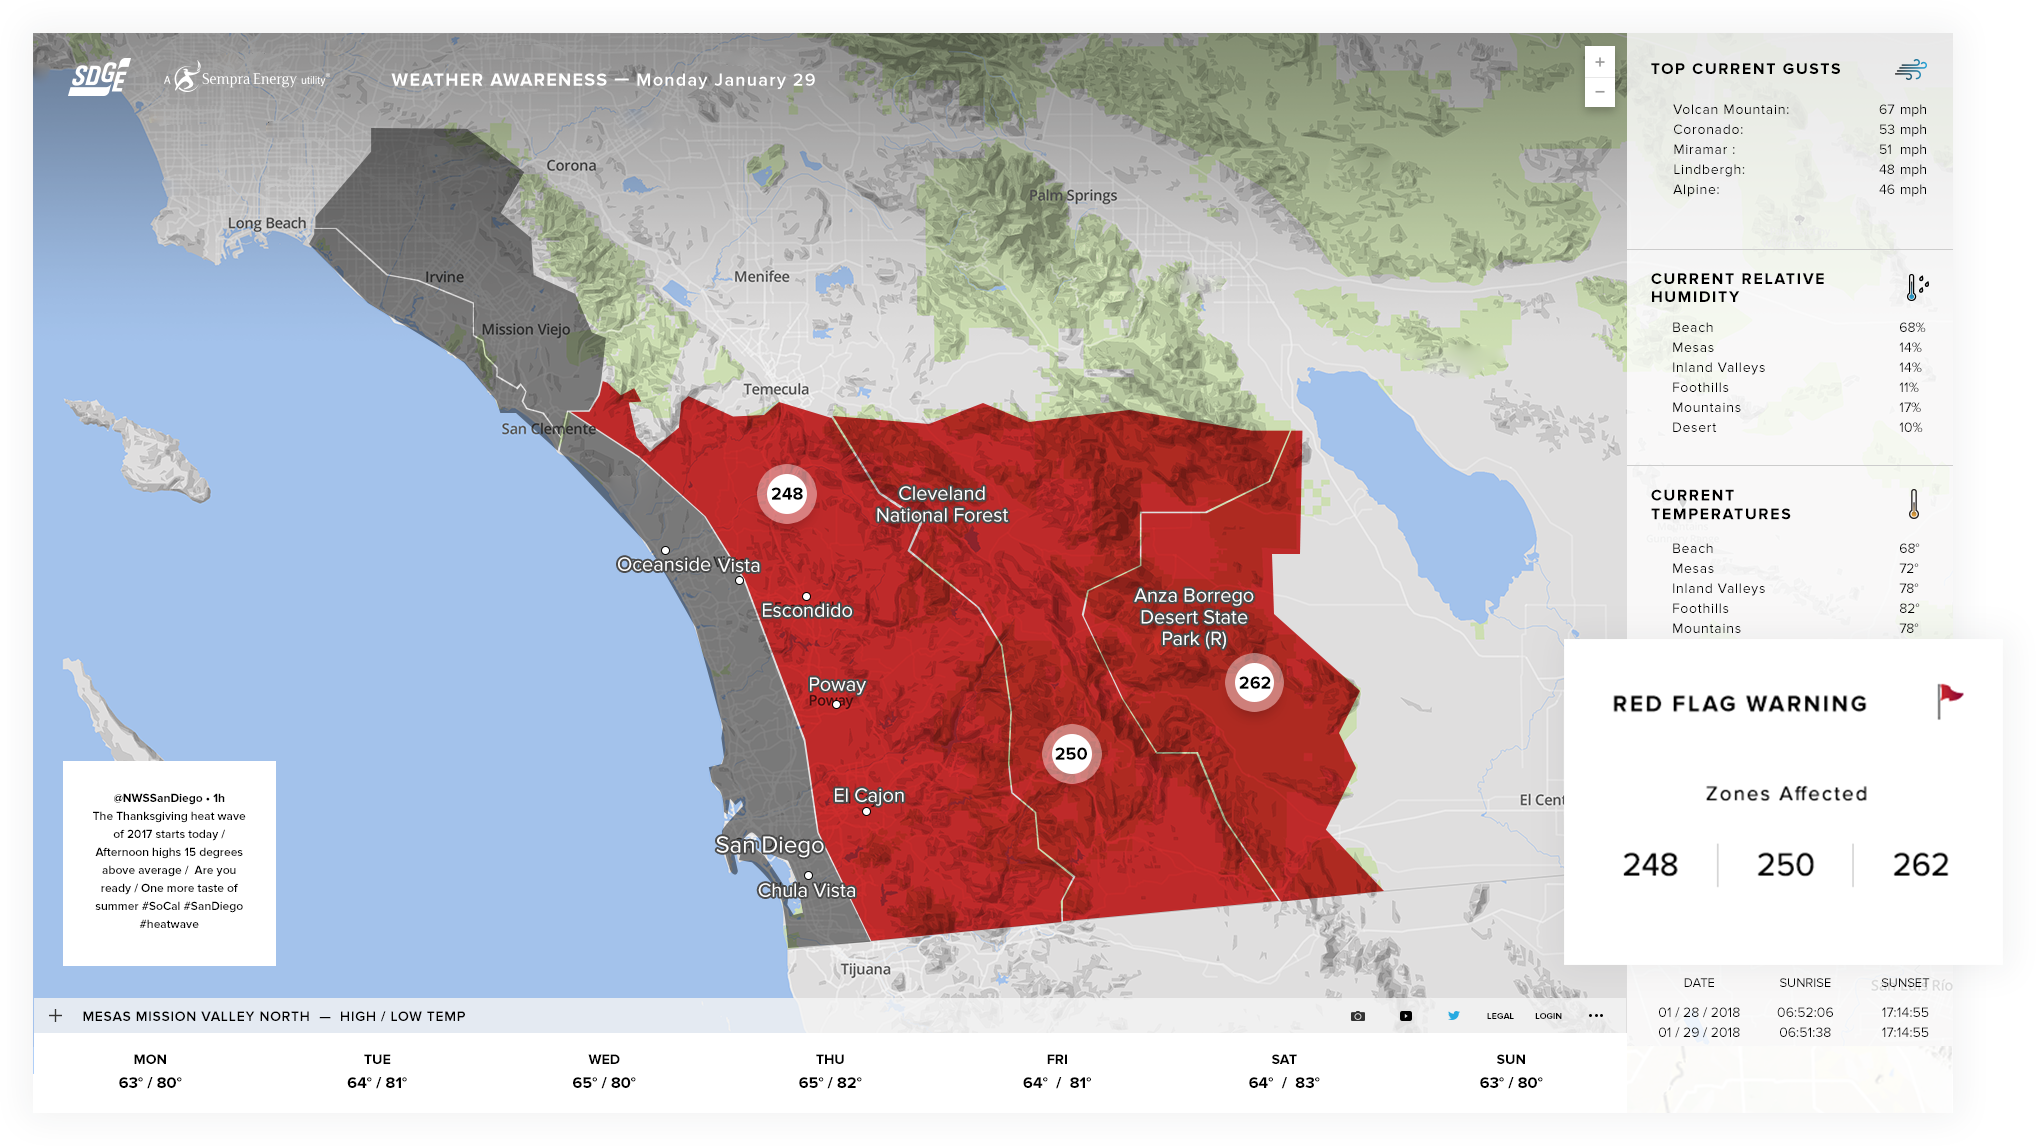 SDGE
A Sempra Energy utility
WEATHER AWARENESS — Monday January 29
+
−
Corona
Long Beach
Palm Springs
Irvine
Menifee
Mission Viejo
Temecula
San Clemente
248
Cleveland
National Forest
Oceanside
Vista
Escondido
Anza Borrego
Desert State
Park (R)
262
Poway
Poway
250
El Cajon
El Cent
San Diego
Chula Vista
Tijuana
@NWSSanDiego • 1h
The Thanksgiving heat wave
of 2017 starts today /
Afternoon highs 15 degrees
above average / Are you
ready / One more taste of
summer #SoCal #SanDiego
#heatwave
TOP CURRENT GUSTS
Volcan Mountain: 67 mph
Coronado: 53 mph
Miramar : 51 mph
Lindbergh: 48 mph
Alpine: 46 mph
CURRENT RELATIVE
HUMIDITY
Beach 68%
Mesas 14%
Inland Valleys 14%
Foothills 11%
Mountains 17%
Desert 10%
CURRENT
TEMPERATURES
Beach 68°
Mesas 72°
Inland Valleys 78°
Foothills 82°
Mountains 78°
RED FLAG WARNING
Zones Affected
248 250 262
DATE SUNRISE SUNSET
01 / 28 / 2018 06:52:06 17:14:55
01 / 29 / 2018 06:51:38 17:14:55
+ MESAS MISSION VALLEY NORTH — HIGH / LOW TEMP
LEGAL LOGIN •••
MON TUE WED THU FRI SAT SUN
63° / 80° 64° / 81° 65° / 80° 65° / 82° 64° / 81° 64° / 83° 63° / 80°